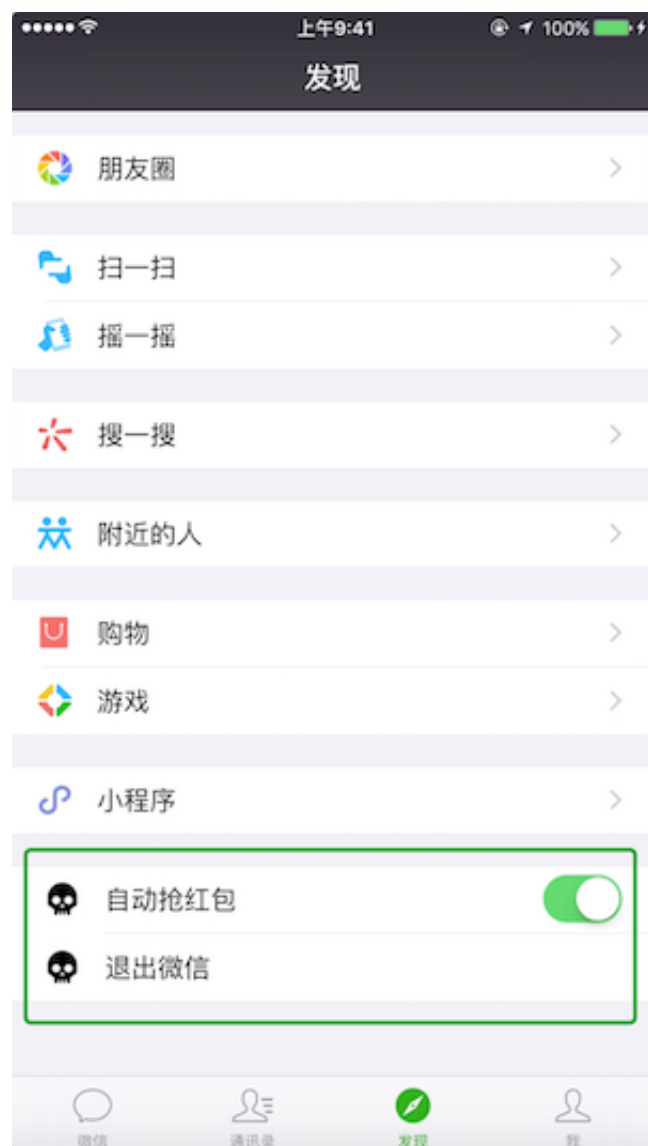 上午9:41
100%
发现
朋友圈
扫一扫
摇一摇
搜一搜
附近的人
购物
游戏
小程序
自动抢红包
退出微信
微信
通讯录
发现
我